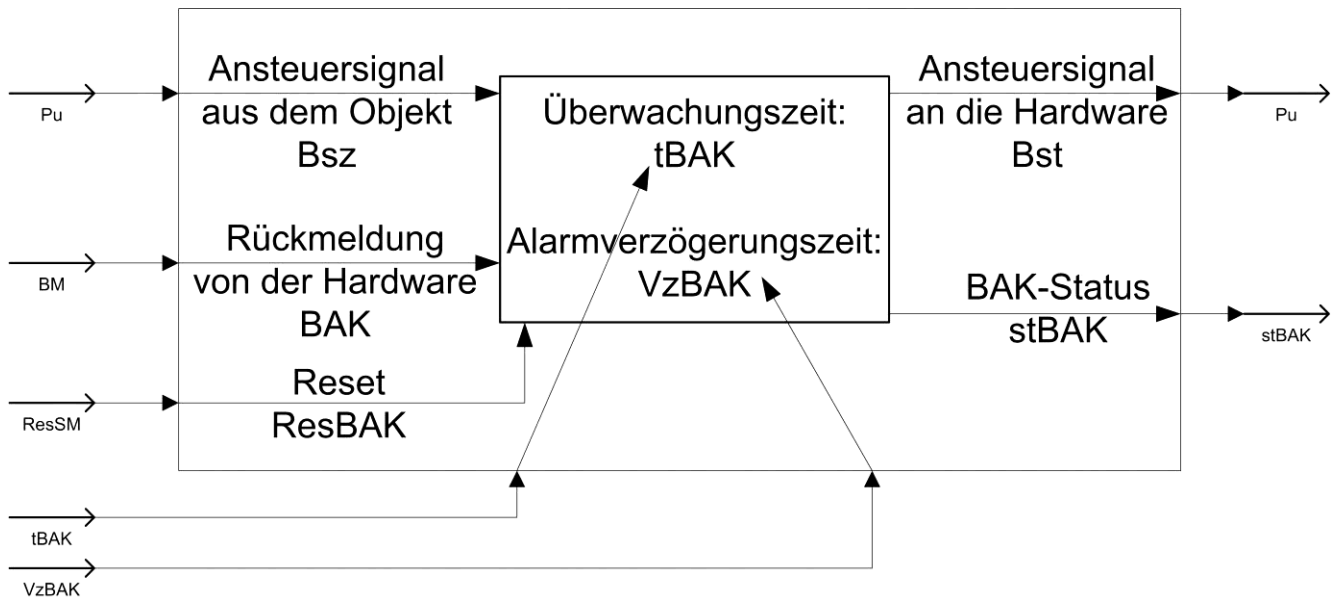 Pu
Ansteuersignal
aus dem Objekt
Bsz
BM
Rückmeldung
von der Hardware
BAK
ResSM
Reset
ResBAK
tBAK
VzBAK
Überwachungszeit:
tBAK
Alarmverzögerungszeit:
VzBAK
Ansteuersignal
an die Hardware
Bst
Pu
BAK-Status
stBAK
stBAK